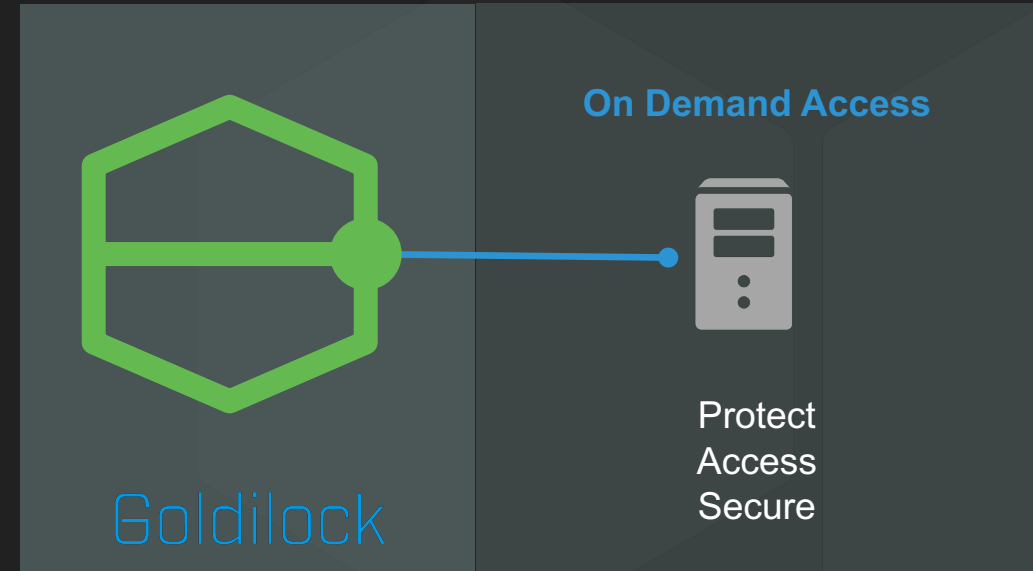 On Demand Access
Protect
Access
Secure
Goldilock